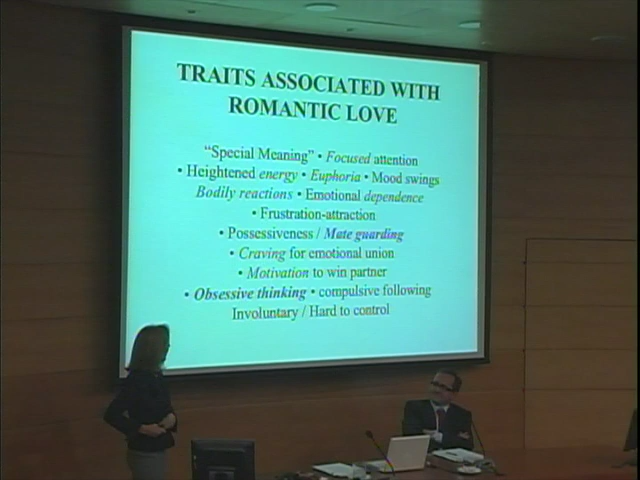 TRAITS ASSOCIATED WITH
ROMANTIC LOVE
“Special Meaning” • Focused attention
• Heightened energy • Euphoria • Mood swings
Bodily reactions • Emotional dependence
• Frustration-attraction
• Possessiveness / Mate guarding
• Craving for emotional union
• Motivation to win partner
• Obsessive thinking • compulsive following
Involuntary / Hard to control